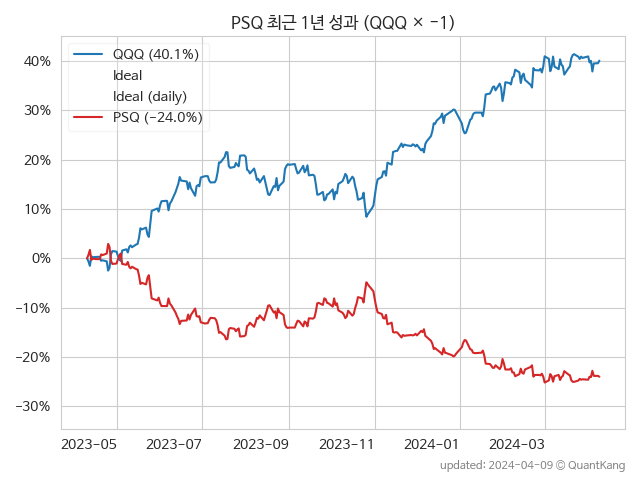 PSQ 최근 1년 성과 (QQQ × −1)
QQQ (40.1%)
Ideal
Ideal (daily)
PSQ (−24.0%)
40%
30%
20%
10%
0%
−10%
−20%
−30%
2023−05 2023−07 2023−09 2023−11 2024−01 2024−03
updated: 2024-04-09 © QuantKang